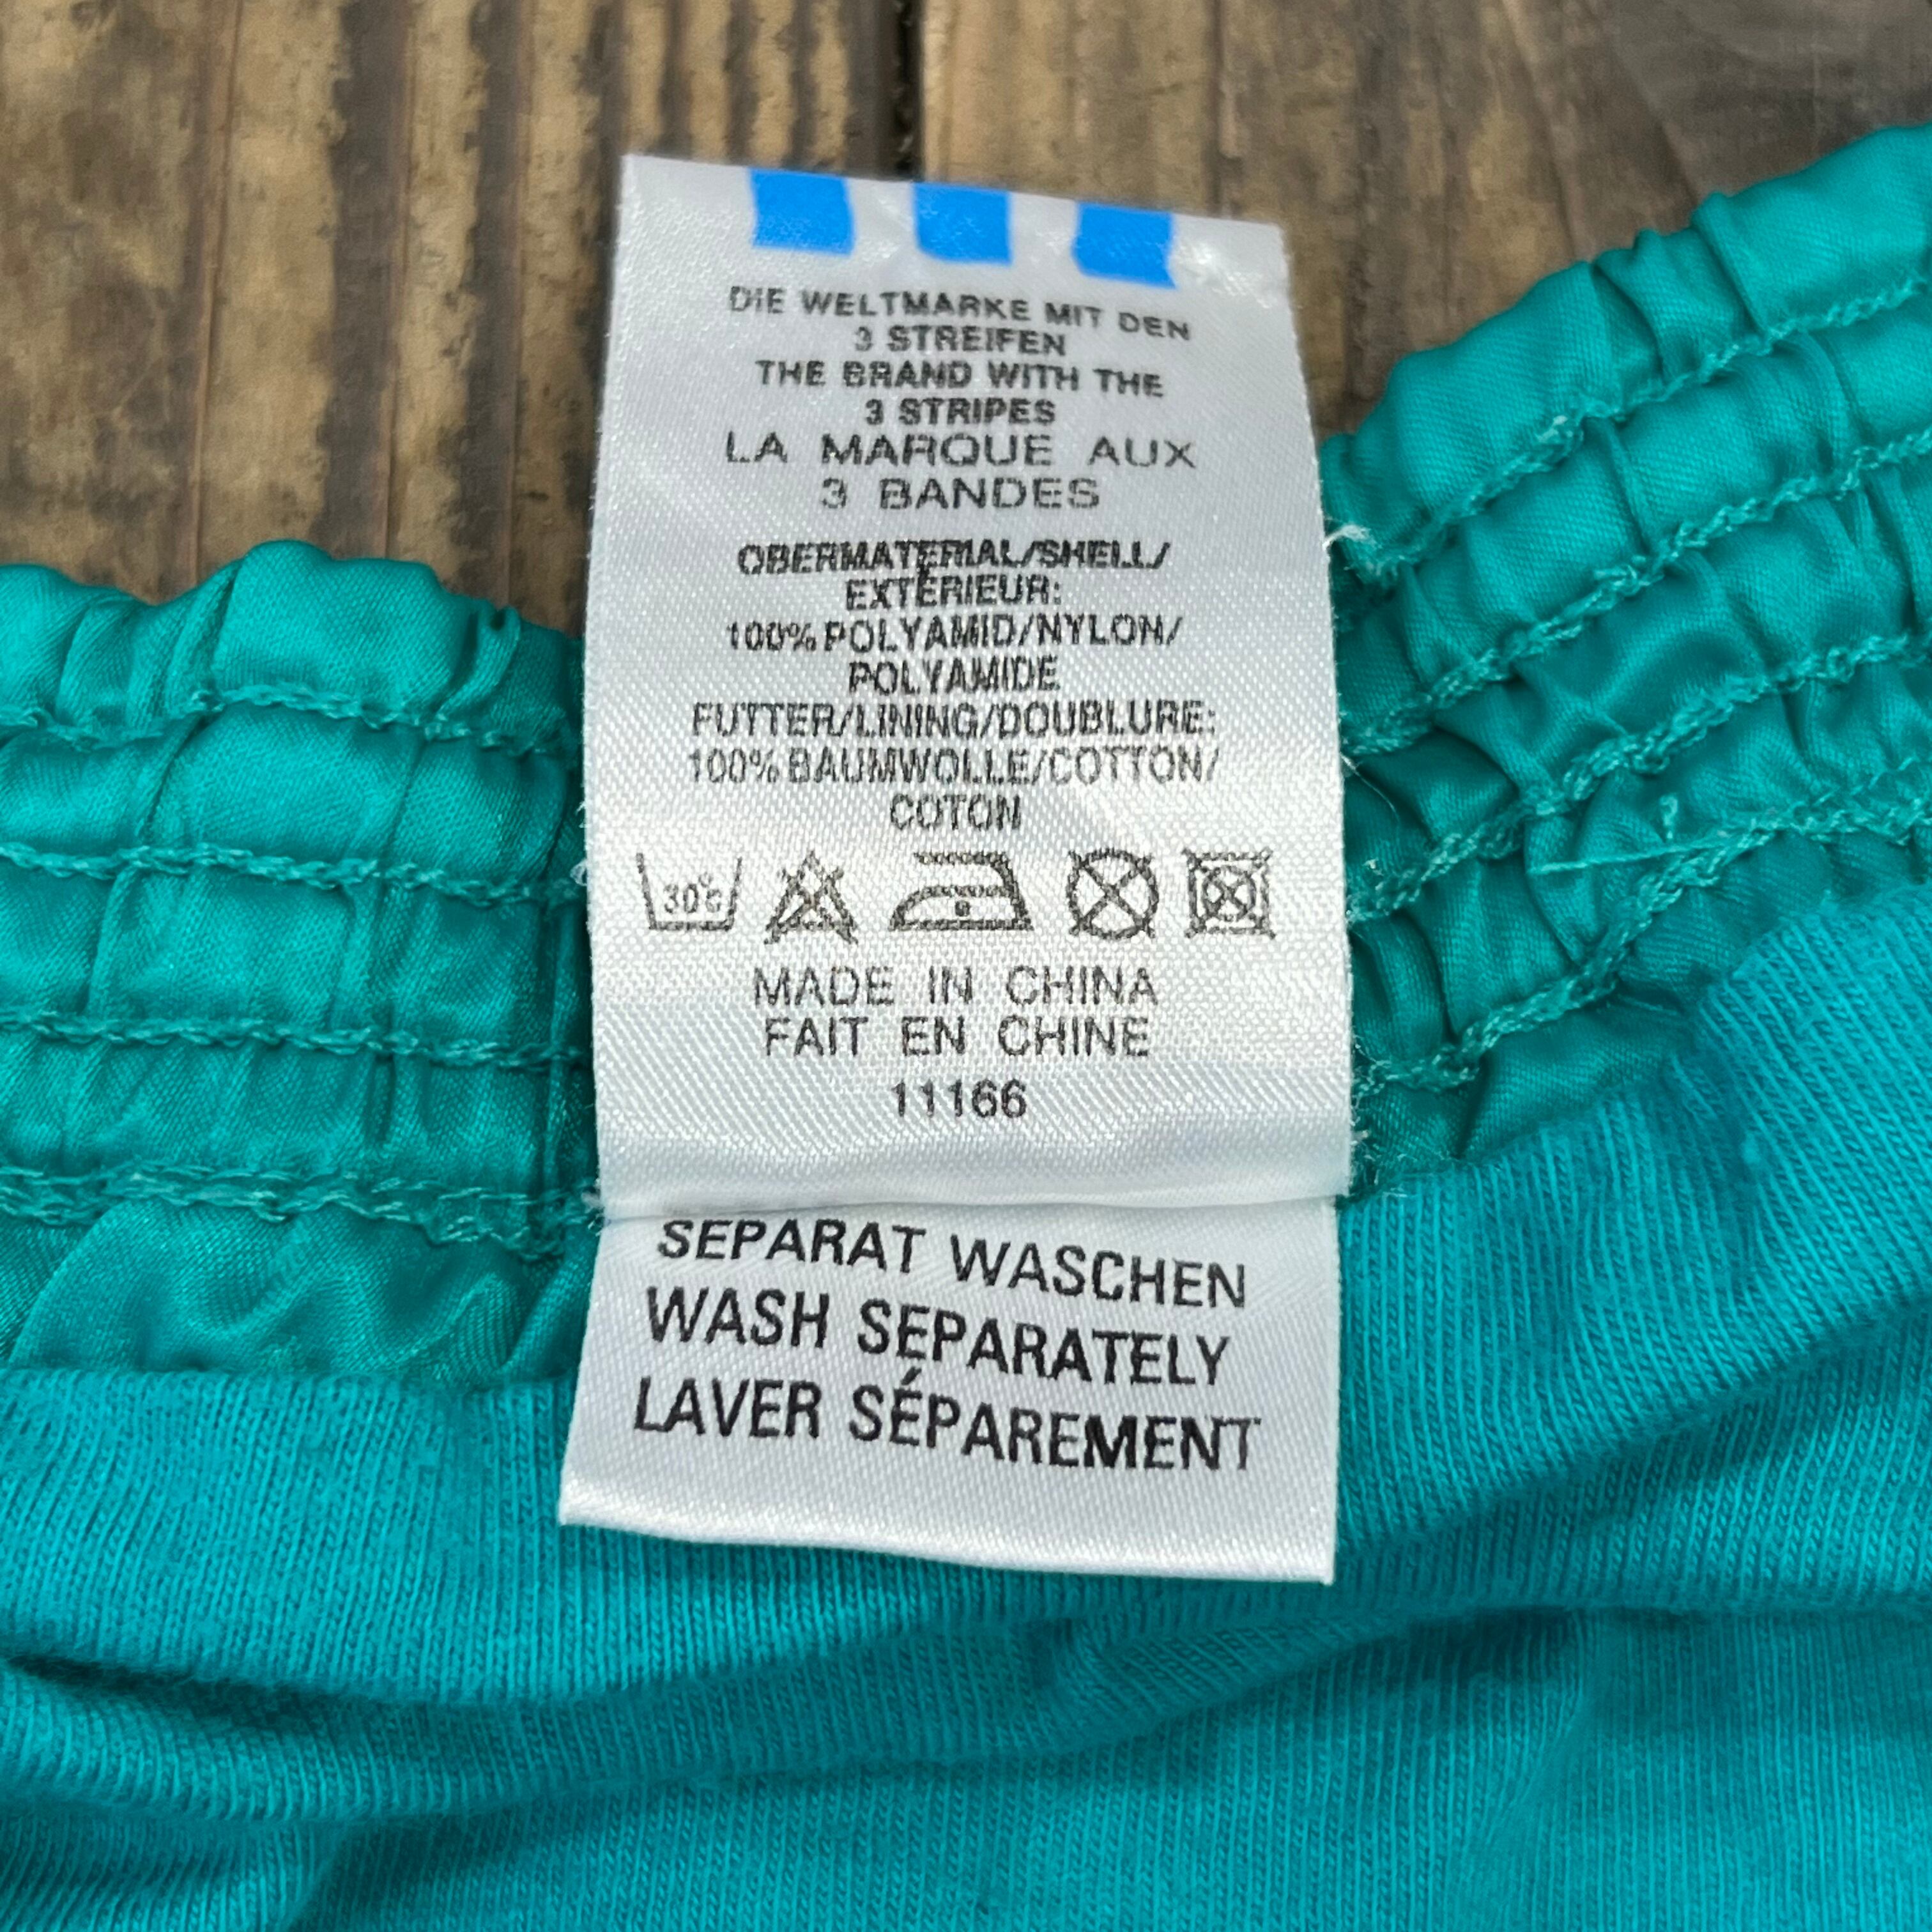 DIE WELTMARKE MIT DEN
3 STREIFEN
THE BRAND WITH THE
3 STRIPES
LA MARQUE AUX
3 BANDES
OBERMATERIAL/SHELL/
EXTÉRIEUR:
100% POLYAMID/NYLON/
POLYAMIDE
FUTTER/LINING/DOUBLURE:
100% BAUMWOLLE/COTTON/
COTON
30°c
MADE IN CHINA
FAIT EN CHINE
11166
SEPARAT WASCHEN
WASH SEPARATELY
LAVER SÉPAREMENT